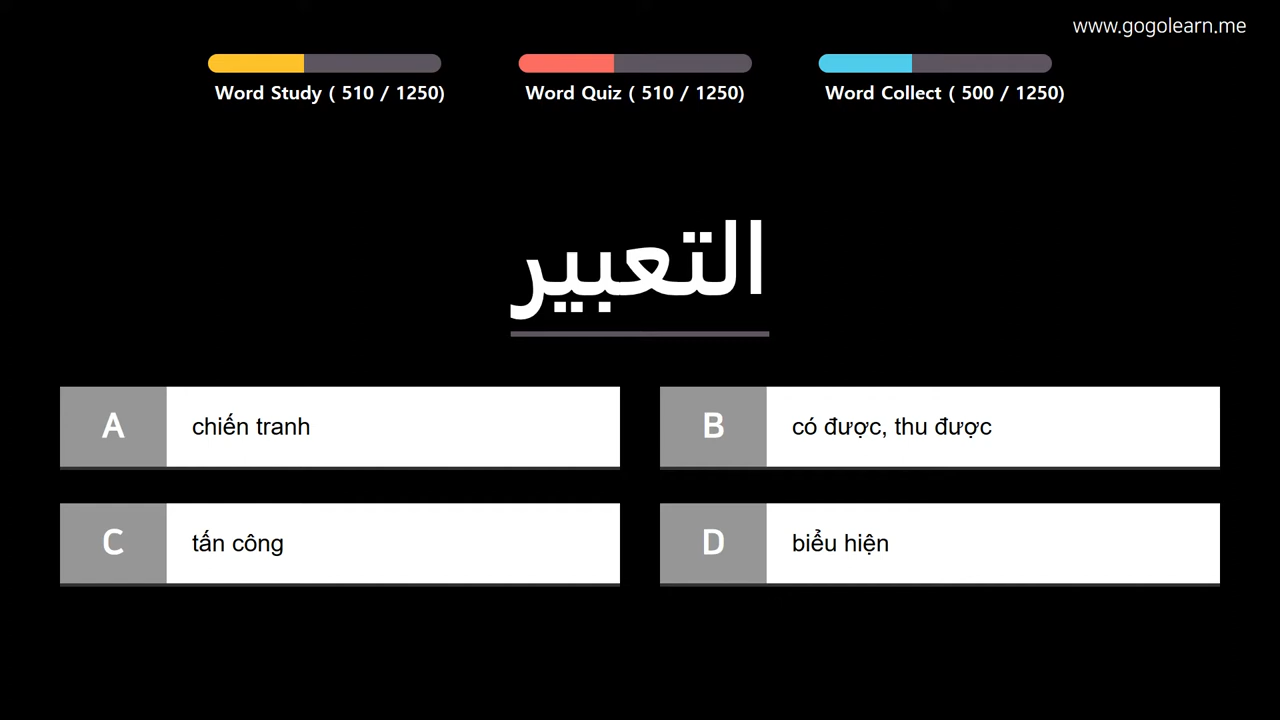 www.gogolearn.me
Word Study ( 510 / 1250)
Word Quiz ( 510 / 1250)
Word Collect ( 500 / 1250)
التعبير
A chiến tranh
B có được, thu được
C tấn công
D biểu hiện